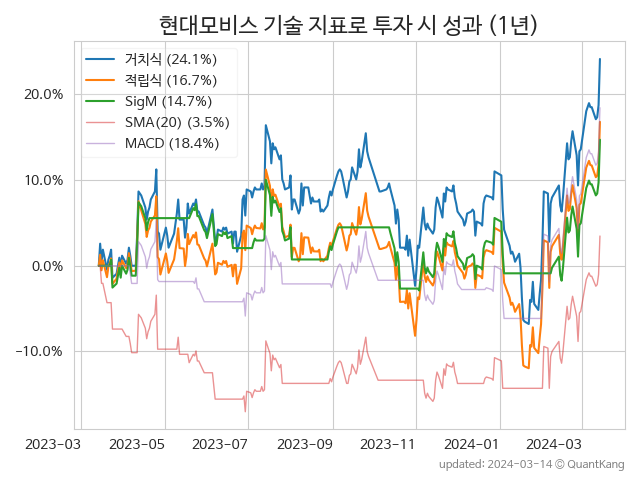 현대모비스 기술 지표로 투자 시 성과 (1년)
거치식 (24.1%)
적립식 (16.7%)
SigM (14.7%)
SMA(20) (3.5%)
MACD (18.4%)
20.0%
10.0%
0.0%
−10.0%
2023-03 2023-05 2023-07 2023-09 2023-11 2024-01 2024-03
updated: 2024-03-14 © QuantKang